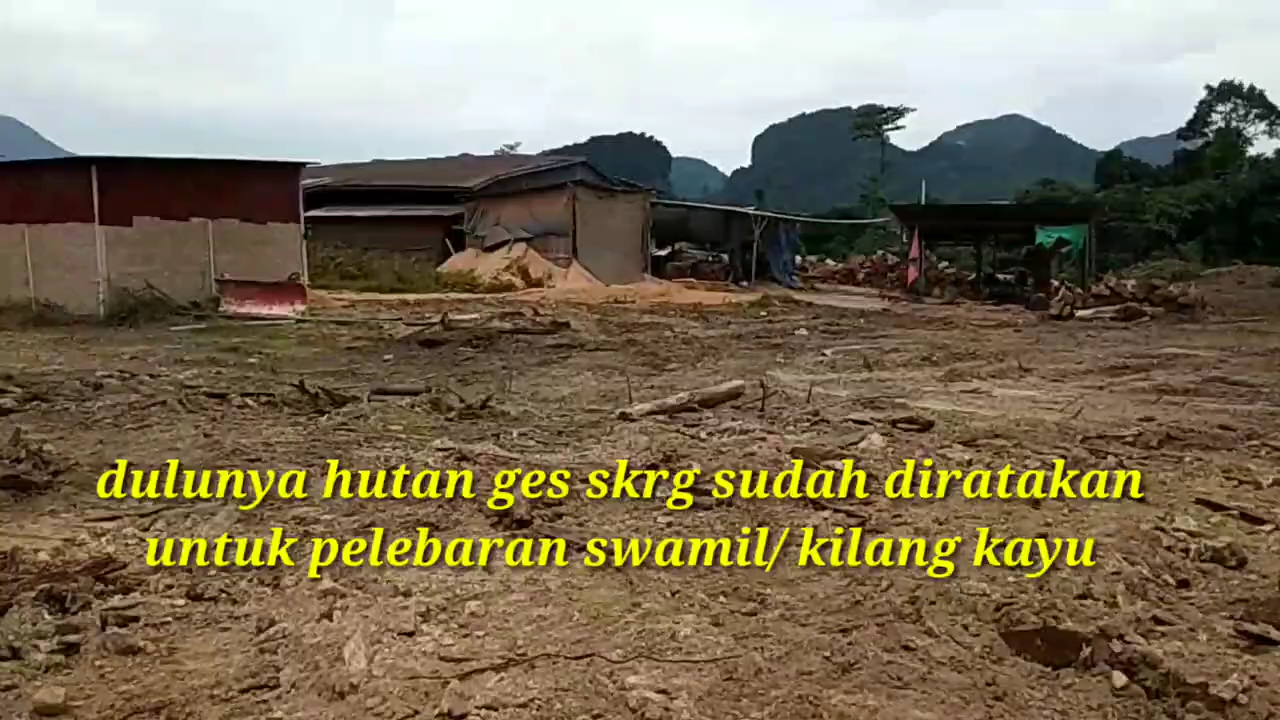 dulunya hutan ges skrg sudah diratakan
untuk pelebaran swamil/ kilang kayu